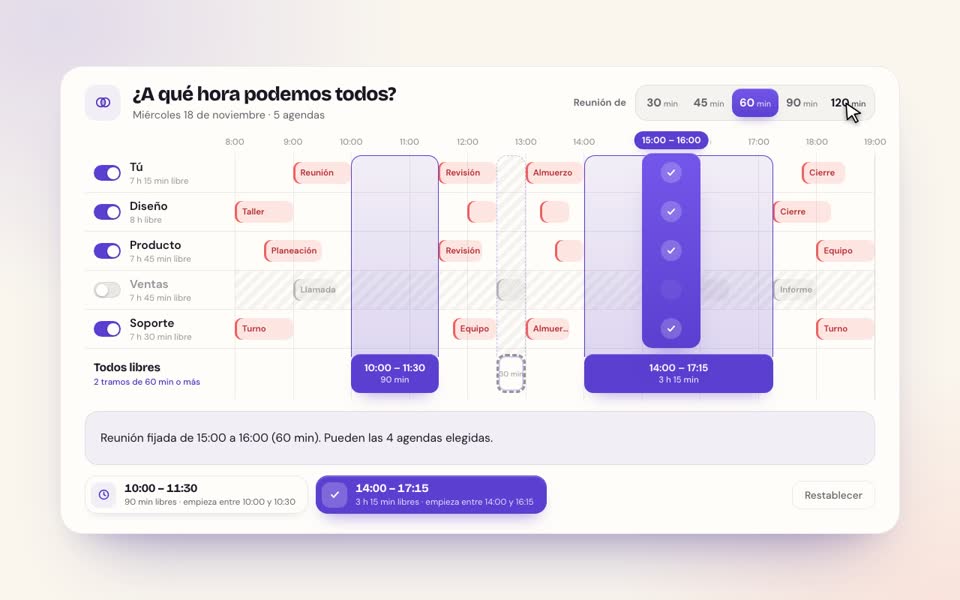 ¿A qué hora podemos todos?
Miércoles 18 de noviembre · 5 agendas
Reunión de
30 min
45 min
60 min
90 min
120 min
8:00
9:00
10:00
11:00
12:00
13:00
14:00
15:00 – 16:00
17:00
18:00
19:00
Tú
7 h 15 min libre
Reunión
Revisión
Almuerzo
Cierre
Diseño
8 h libre
Taller
Cierre
Producto
7 h 45 min libre
Planeación
Revisión
Equipo
Ventas
7 h 45 min libre
Llamada
Informe
Soporte
7 h 30 min libre
Turno
Equipo
Almuer...
Turno
Todos libres
2 tramos de 60 min o más
10:00 – 11:30
90 min
30 min
14:00 – 17:15
3 h 15 min
Reunión fijada de 15:00 a 16:00 (60 min). Pueden las 4 agendas elegidas.
10:00 – 11:30
90 min libres · empieza entre 10:00 y 10:30
14:00 – 17:15
3 h 15 min libres · empieza entre 14:00 y 16:15
Restablecer